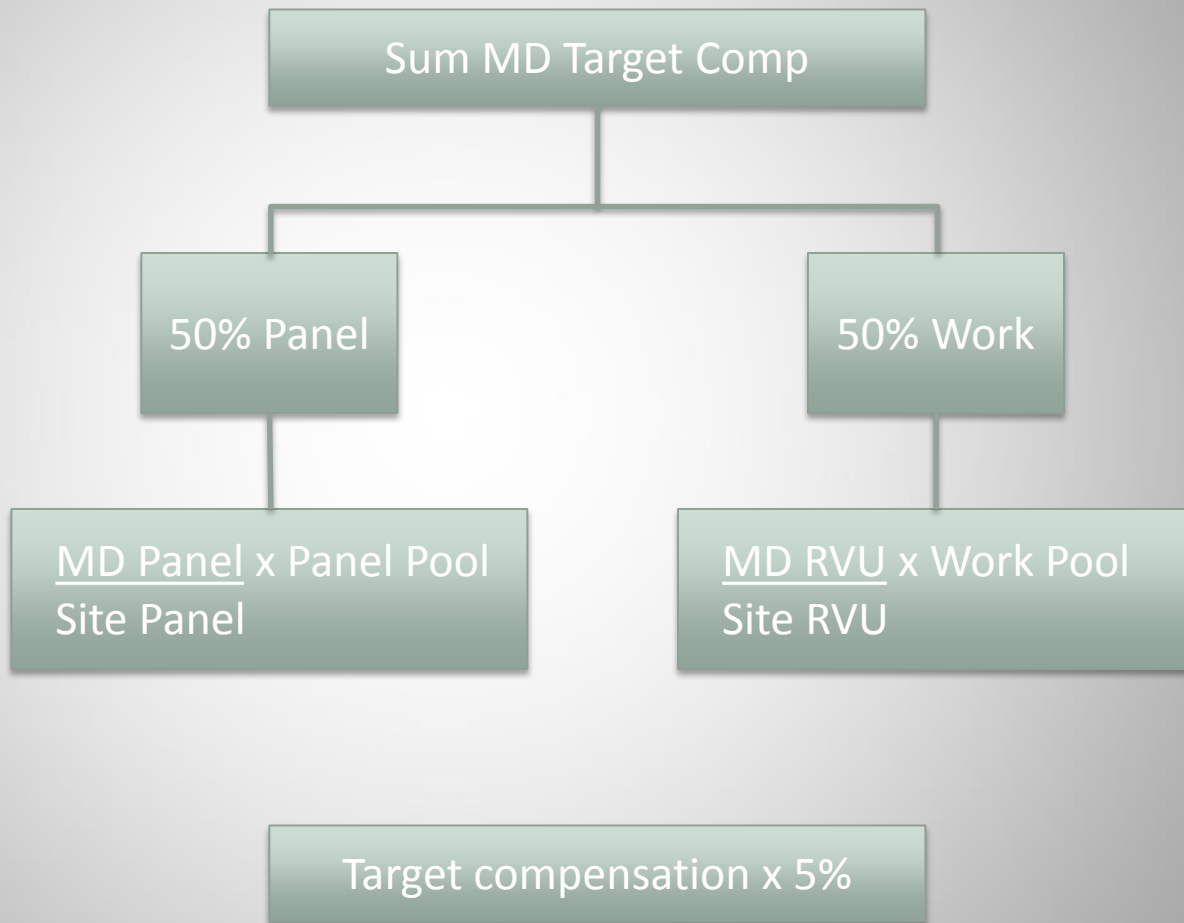 Sum MD Target Comp
50% Panel
50% Work
MD Panel x Panel Pool
Site Panel
MD RVU x Work Pool
Site RVU
Target compensation x 5%